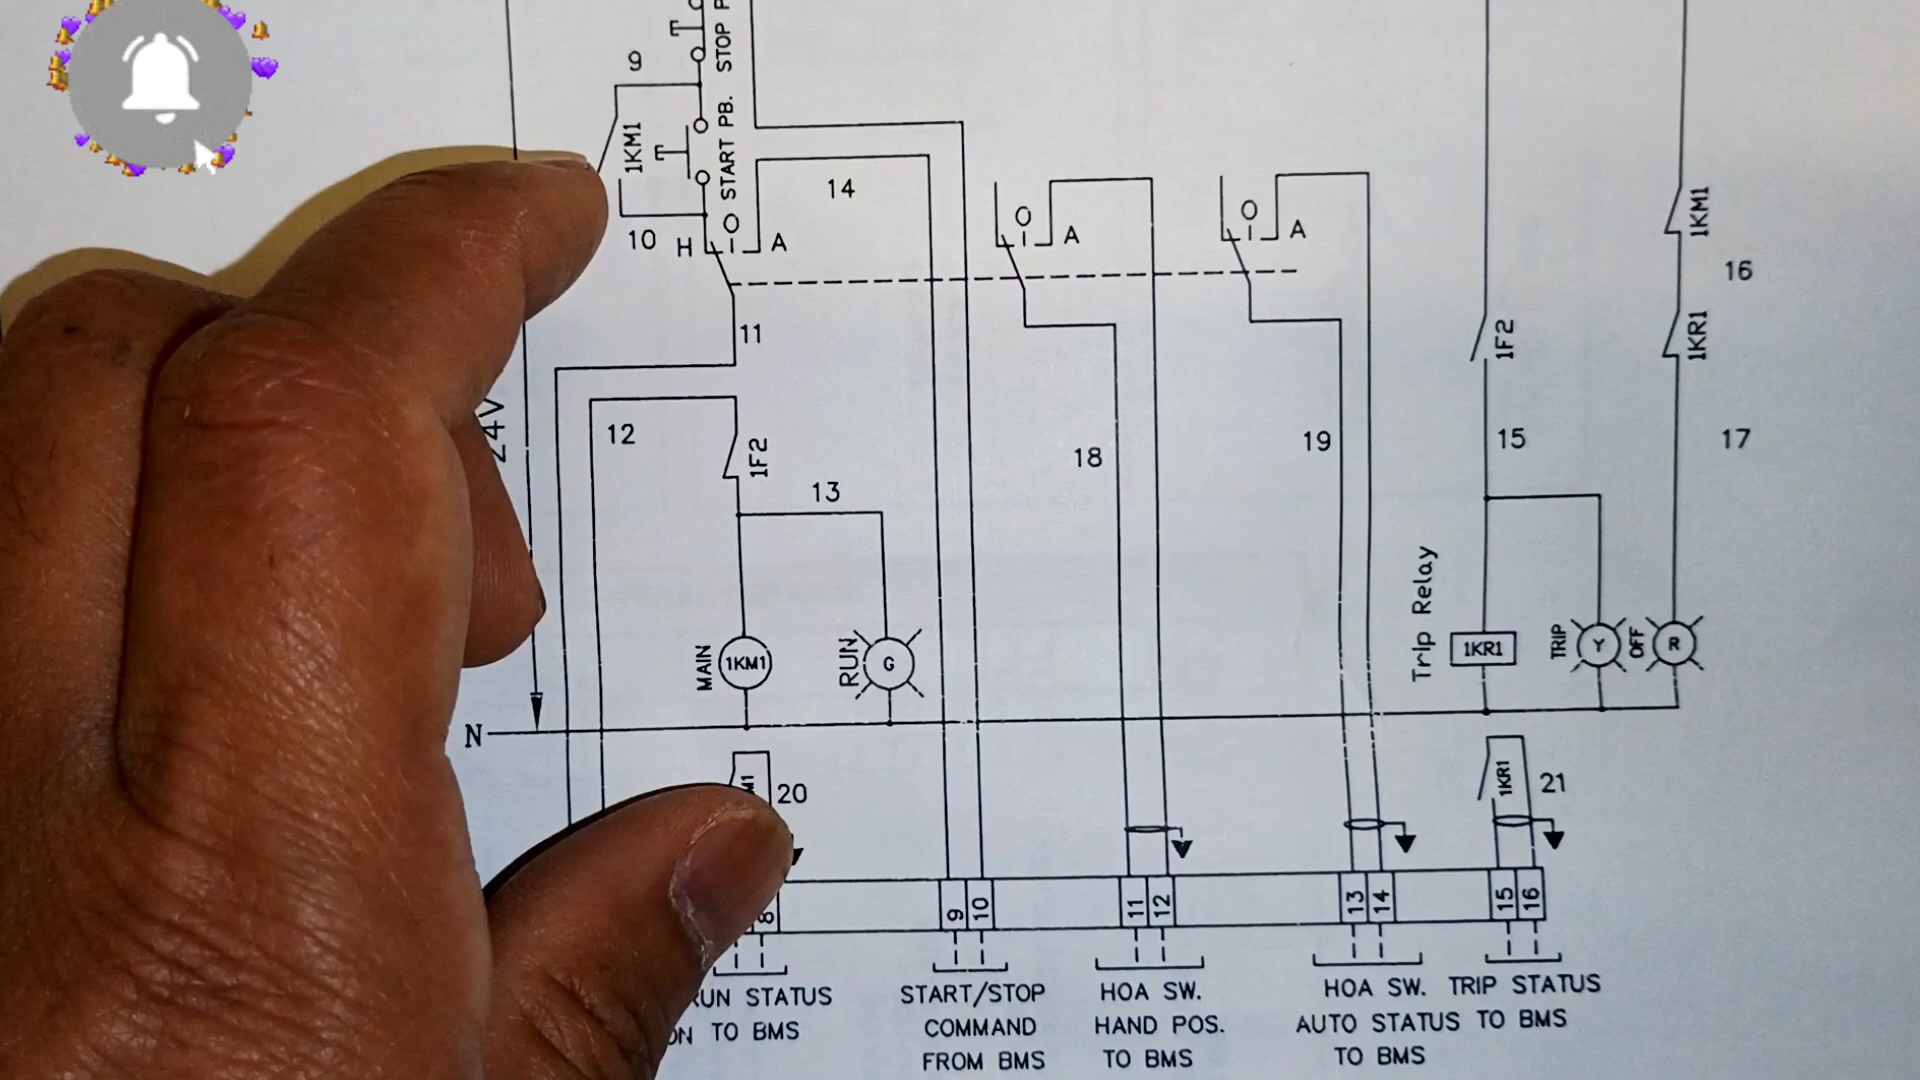 STOP P
9
START PB.
1KM1
14
10
H
O
A
O
A
O
A
1KM1
16
11
1KR1
1F2
24V
12
1F2
18
19
15
17
13
Trip Relay
MAIN
1KM1
RUN
G
1KR1
TRIP
Y
OFF
R
N
20
1KR1
21
8
9
10
11
12
13
14
15
16
RUN STATUS
TO BMS
START/STOP
COMMAND
FROM BMS
HOA SW.
HAND POS.
TO BMS
HOA SW.
AUTO STATUS
TO BMS
TRIP STATUS
TO BMS